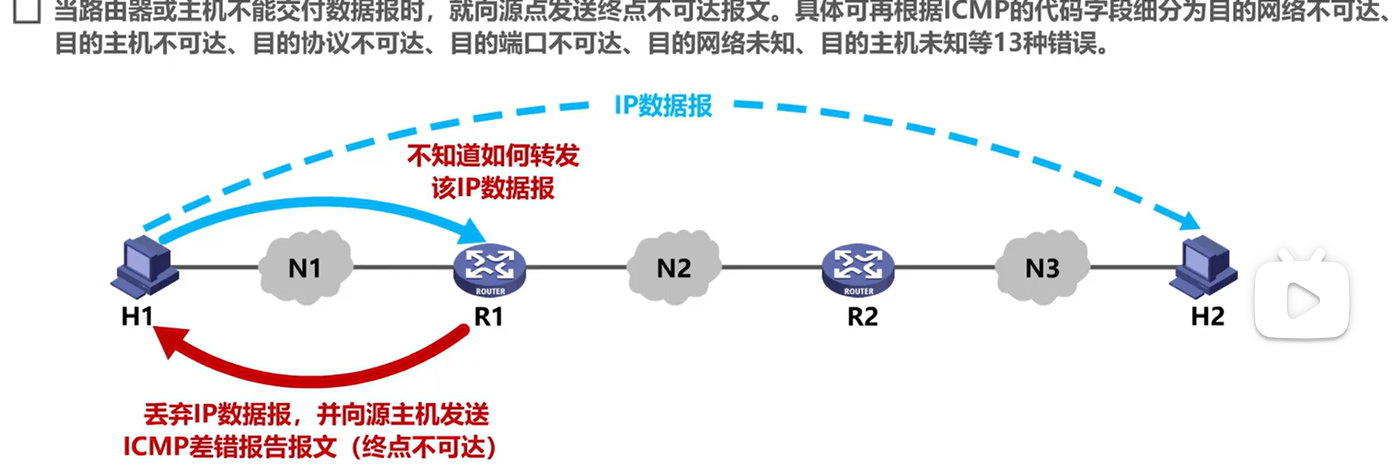 当路由器或主机不能交付数据报时，就向源点发送终点不可达报文。具体可再根据ICMP的代码字段细分为目的网络不可达、
目的主机不可达、目的协议不可达、目的端口不可达、目的网络未知、目的主机未知等13种错误。
IP数据报
不知道如何转发
该IP数据报
N1
N2
N3
ROUTER
ROUTER
H1
R1
R2
H2
丢弃IP数据报，并向源主机发送
ICMP差错报告报文（终点不可达）